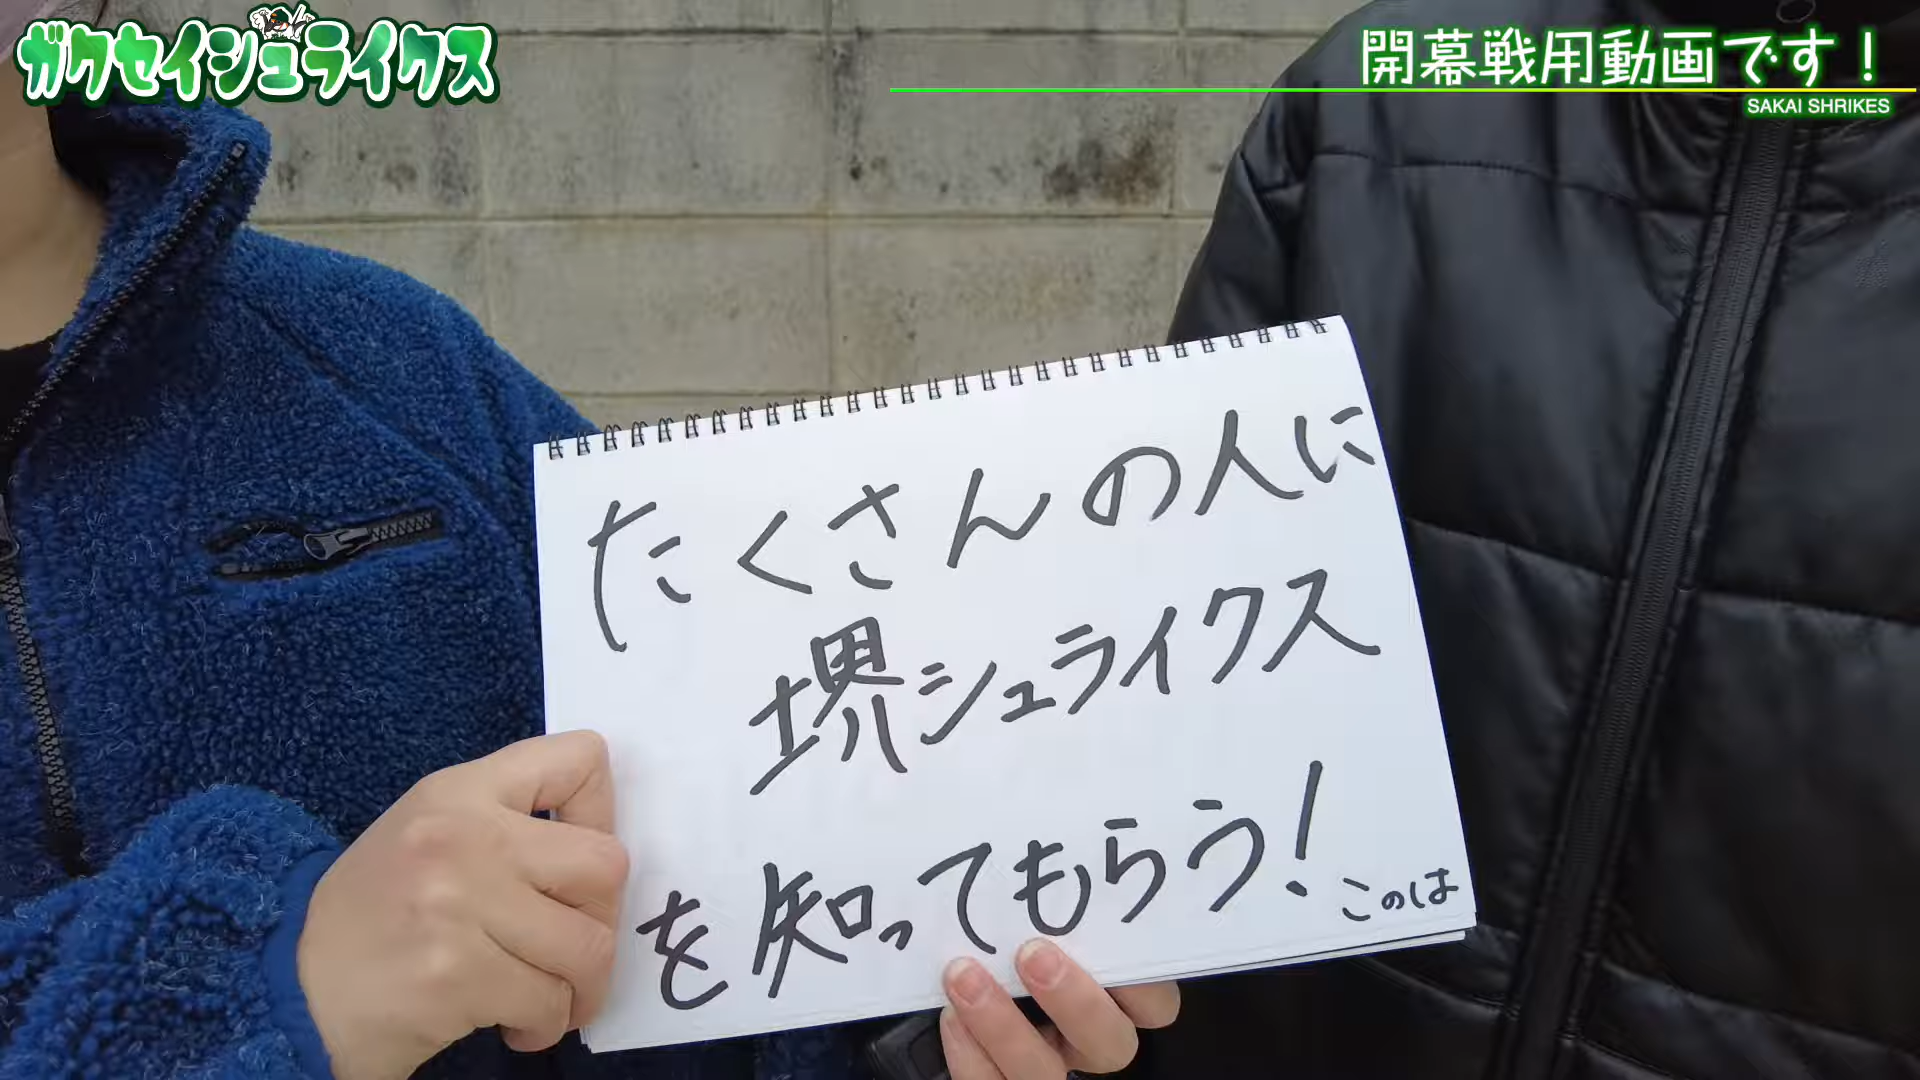 ガクセイシュライクス
開幕戦用動画です！
SAKAI SHRIKES
たくさんの人に
堺シュライクス
を知ってもらう！
このは